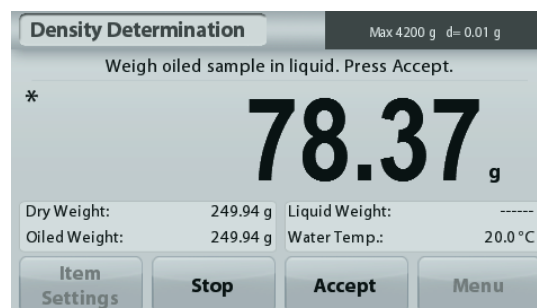 Density Determination Max 4200 g d= 0.01 g
Weigh oiled sample in liquid. Press Accept.
*
78.37 g
Dry Weight: 249.94 g Liquid Weight: ------
Oiled Weight: 249.94 g Water Temp.: 20.0 °C
Item Settings Stop Accept Menu